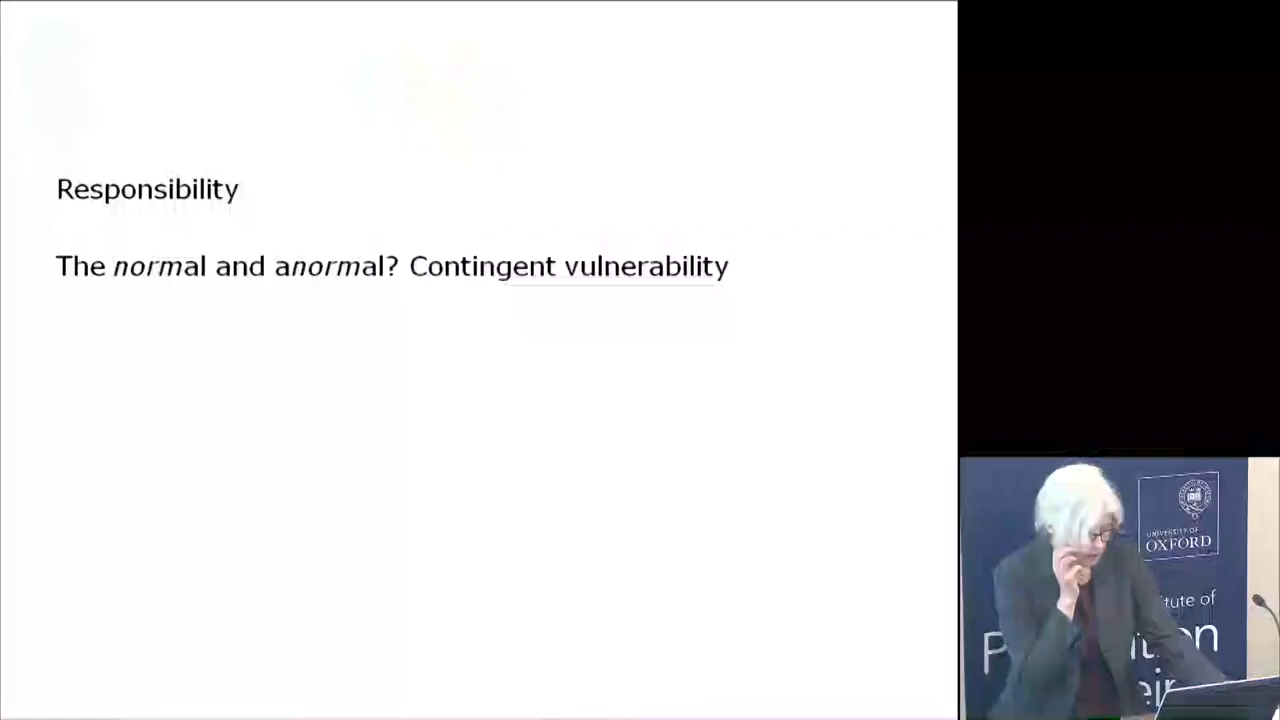 Responsibility
The normal and anormal? Contingent vulnerability
UNIVERSITY OF
OXFORD